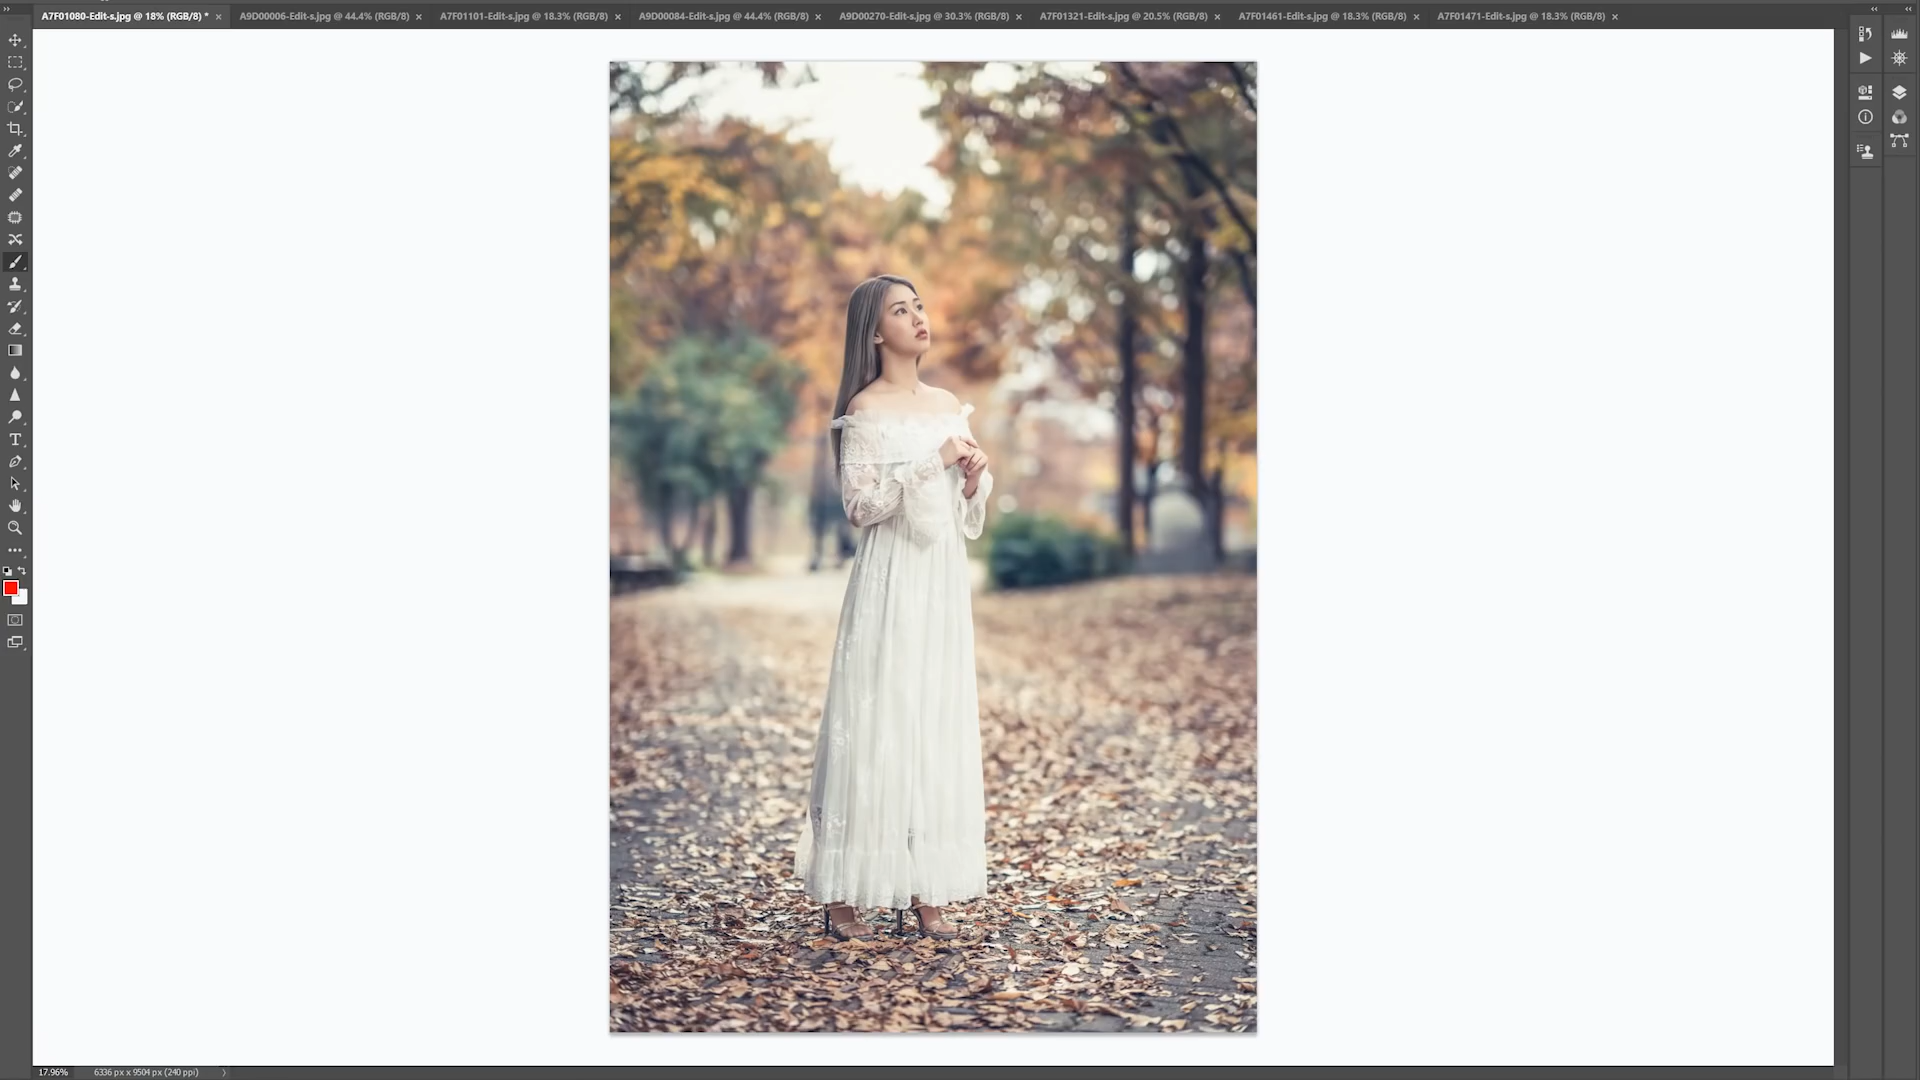 A7F01080-Edit-s.jpg @ 18% (RGB/8) *
A9D00006-Edit-s.jpg @ 44.4% (RGB/8)
A7F01101-Edit-s.jpg @ 18.3% (RGB/8)
A9D00084-Edit-s.jpg @ 44.4% (RGB/8)
A9D00270-Edit-s.jpg @ 30.3% (RGB/8)
A7F01321-Edit-s.jpg @ 20.5% (RGB/8)
A7F01461-Edit-s.jpg @ 18.3% (RGB/8)
A7F01471-Edit-s.jpg @ 18.3% (RGB/8)
17.96%
6336 px x 9504 px (240 ppi)